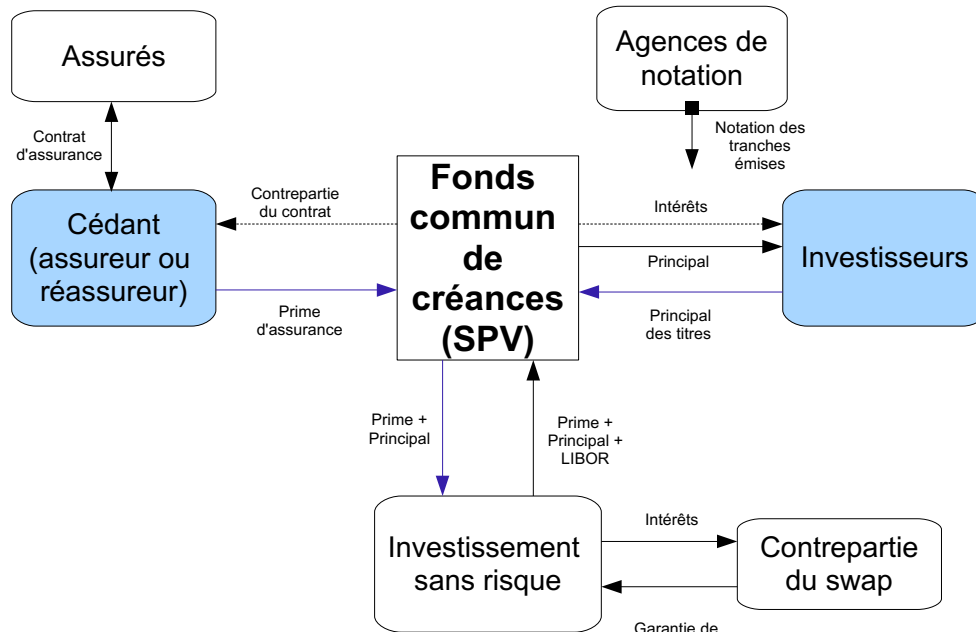 Assurés
Agences de
notation
Contrat
d'assurance
Notation des
tranches
émises
Cédant
(assureur ou
réassureur)
Contrepartie
du contrat
Prime
d'assurance
Fonds
commun
de
créances
(SPV)
Intérêts
Principal
Principal
des titres
Investisseurs
Prime +
Principal
Prime +
Principal +
LIBOR
Investissement
sans risque
Intérêts
Contrepartie
du swap
Garantie de